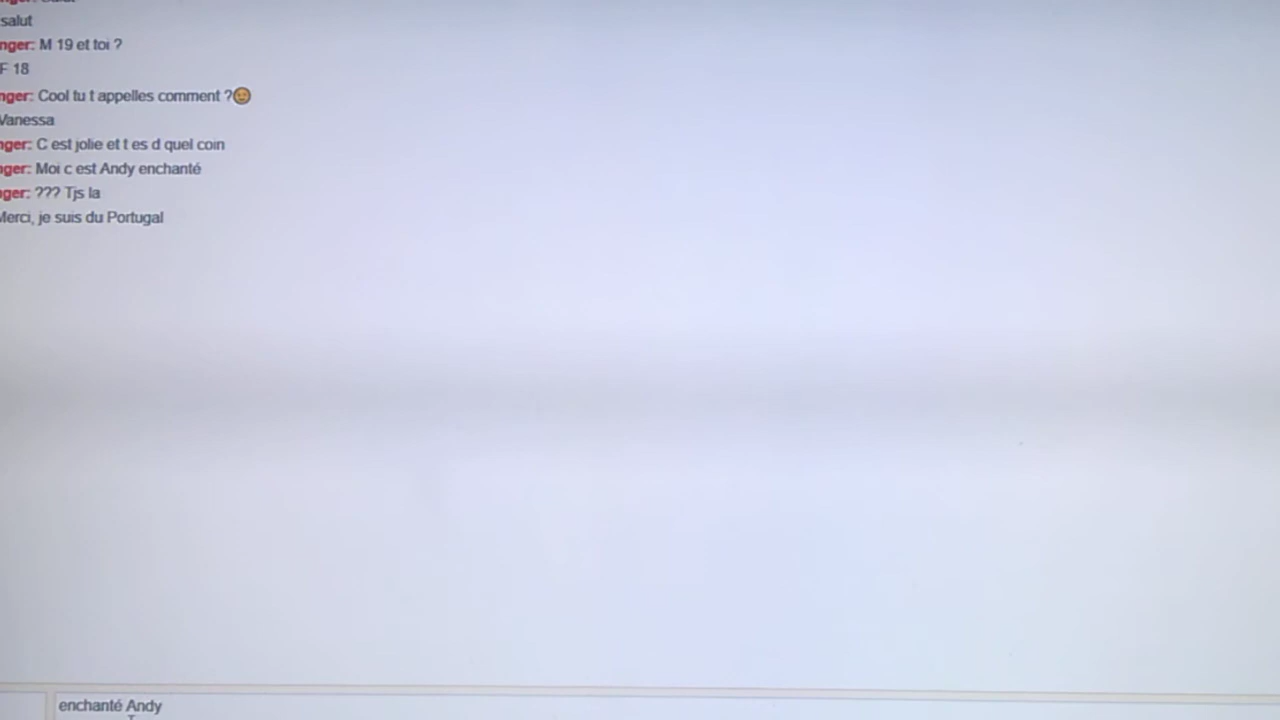 salut
nger: M 19 et toi ?
F 18
nger: Cool tu t appelles comment ?😉
Vanessa
nger: C est jolie et t es d quel coin
nger: Moi c est Andy enchanté
nger: ??? Tjs la
Merci, je suis du Portugal
enchanté Andy